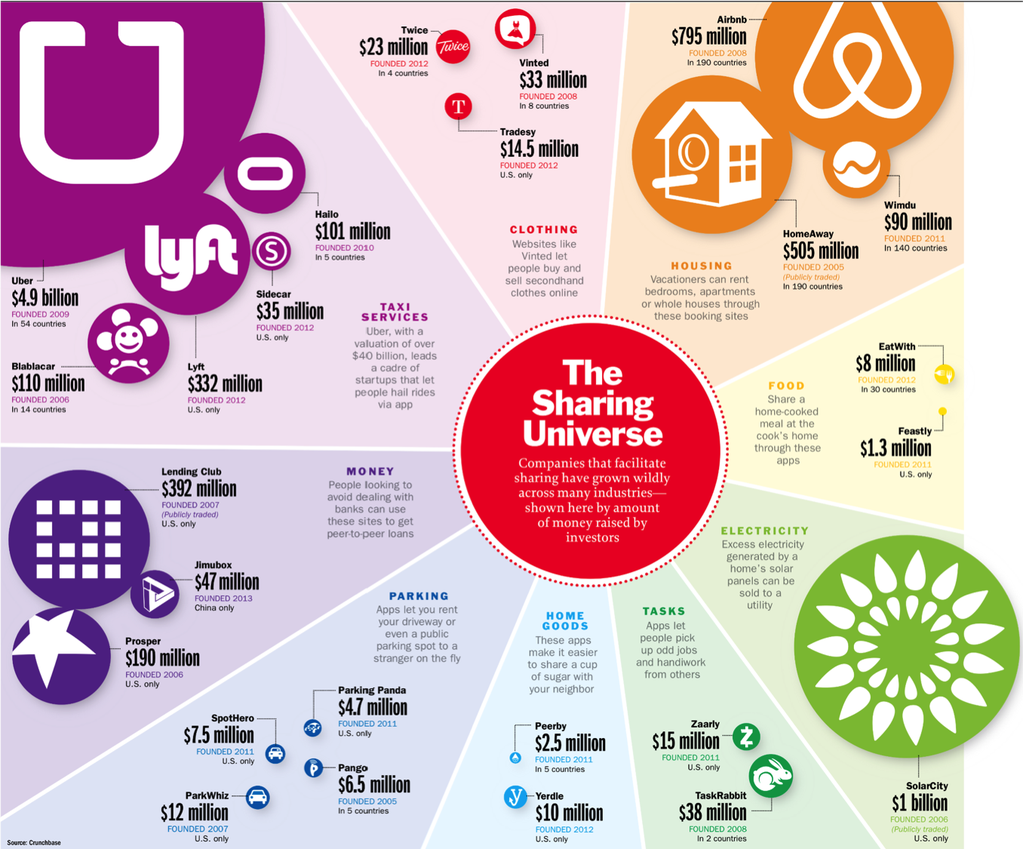 Twice
$23 million
FOUNDED 2012
In 4 countries
Twice
Vinted
$33 million
FOUNDED 2008
In 8 countries
T
Tradesy
$14.5 million
FOUNDED 2012
U.S. only
CLOTHING
Websites like
Vinted let
people buy and
sell secondhand
clothes online
Airbnb
$795 million
FOUNDED 2008
In 190 countries
Wimdu
$90 million
FOUNDED 2011
In 140 countries
HomeAway
$505 million
FOUNDED 2005
(Publicly traded)
In 190 countries
HOUSING
Vacationers can rent
bedrooms, apartments
or whole houses through
these booking sites
Hailo
$101 million
FOUNDED 2010
In 5 countries
lyft
S
Uber
$4.9 billion
FOUNDED 2009
In 54 countries
Sidecar
$35 million
FOUNDED 2012
U.S. only
Blablacar
$110 million
FOUNDED 2006
In 14 countries
Lyft
$332 million
FOUNDED 2012
U.S. only
TAXI
SERVICES
Uber, with a
valuation of over
$40 billion, leads
a cadre of
startups that let
people hail rides
via app
The
Sharing
Universe
Companies that facilitate
sharing have grown wildly
across many industries—
shown here by amount
of money raised by
investors
EatWith
$8 million
FOUNDED 2012
In 30 countries
Feastly
$1.3 million
FOUNDED 2011
U.S. only
FOOD
Share a
home-cooked
meal at the
cook's home
through these
apps
Lending Club
$392 million
FOUNDED 2007
(Publicly traded)
U.S. only
Jimubox
$47 million
FOUNDED 2013
China only
Prosper
$190 million
FOUNDED 2006
U.S. only
MONEY
People looking to
avoid dealing with
banks can use
these sites to get
peer-to-peer loans
ELECTRICITY
Excess electricity
generated by a
home's solar
panels can be
sold to a
utility
SolarCity
$1 billion
FOUNDED 2006
(Publicly traded)
U.S. only
PARKING
Apps let you rent
your driveway or
even a public
parking spot to a
stranger on the fly
Parking Panda
$4.7 million
FOUNDED 2011
U.S. only
SpotHero
$7.5 million
FOUNDED 2011
U.S. only
Pango
$6.5 million
FOUNDED 2005
In 5 countries
ParkWhiz
$12 million
FOUNDED 2007
U.S. only
HOME
GOODS
These apps
make it easier
to share a cup
of sugar with
your neighbor
Peerby
$2.5 million
FOUNDED 2011
In 5 countries
y
Yerdle
$10 million
FOUNDED 2012
U.S. only
TASKS
Apps let
people pick
up odd jobs
and handiwork
from others
Zaarly
$15 million
FOUNDED 2011
U.S. only
Z
TaskRabbit
$38 million
FOUNDED 2008
In 2 countries
Source: Crunchbase